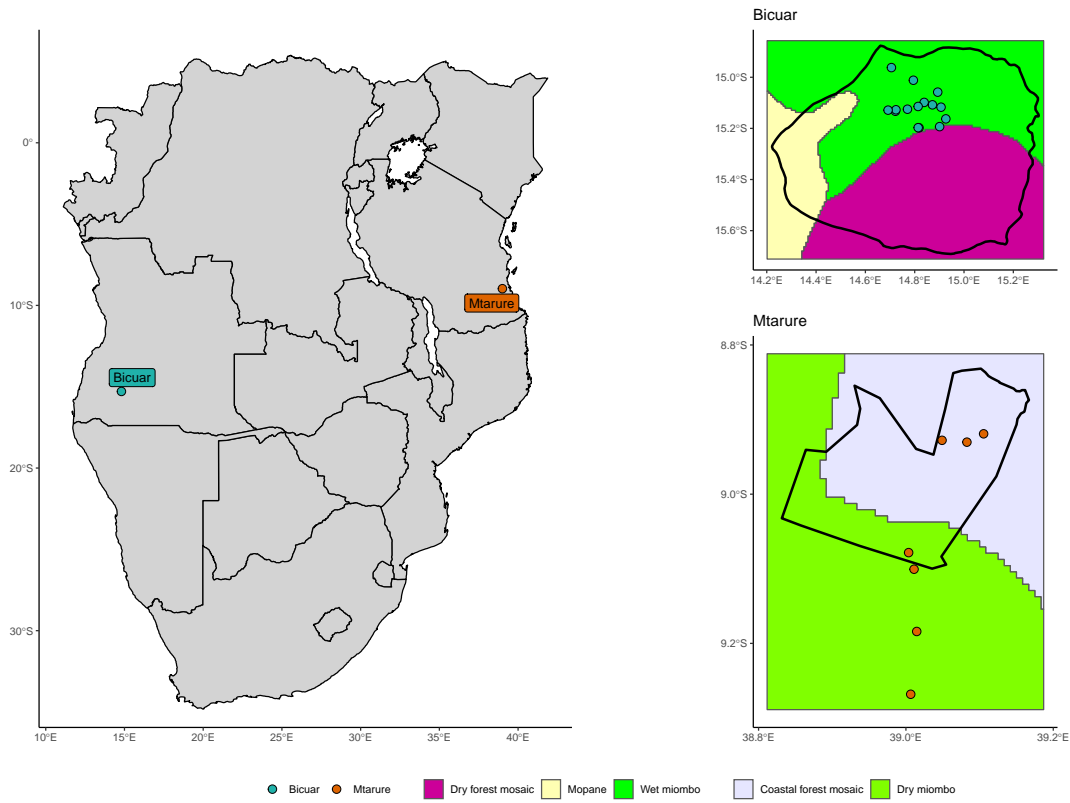 0°
10°S
20°S
30°S
10°E
15°E
20°E
25°E
30°E
35°E
40°E
Bicuar
Mtarure
Bicuar
15.0°S
15.2°S
15.4°S
15.6°S
14.2°E
14.4°E
14.6°E
14.8°E
15.0°E
15.2°E
Mtarure
8.8°S
9.0°S
9.2°S
38.8°E
39.0°E
39.2°E
Bicuar
Mtarure
Dry forest mosaic
Mopane
Wet miombo
Coastal forest mosaic
Dry miombo